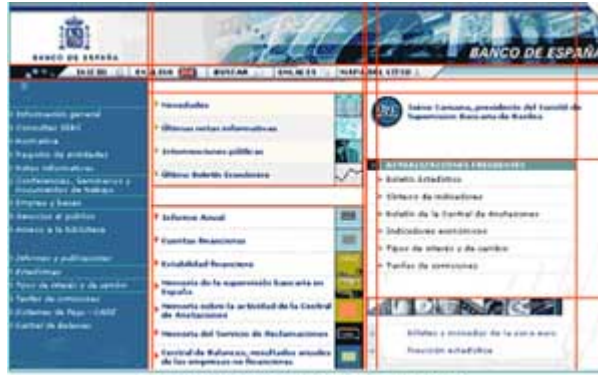 BANCO DE ESPAÑA
BANCO DE ESPAÑA
INICIO
ENGLISH
BUSCAR
ENLACES
MAPA DEL SITIO
Información general
Consultas
Normativa
Registro de entidades
Notas informativas
Conferencias, Seminarios y
Documentos de trabajo
Empleo y becas
Servicios al público
Acceso a la biblioteca
Informes y publicaciones
Estadísticas
Tipos de interés y de cambio
Tarifas de comisiones
Sistemas de Pago -
Central de Balances
Novedades
Últimas notas informativas
Intervenciones públicas
Último Boletín Económico
Informe Anual
Cuentas financieras
Estabilidad financiera
Memoria de la supervisión bancaria en
España
Memoria sobre la actividad de la Central
de Anotaciones
Memoria del Servicio de Reclamaciones
Central de Balances, resultados anuales
de las empresas no financieras
Jaime Caruana, presidente del Comité de
Supervisión Bancaria de Basilea
ACTUALIZACIONES FRECUENTES
Boletín Estadístico
Síntesis de indicadores
Boletín de la Central de Anotaciones
Indicadores económicos
Tipos de interés y de cambio
Tarifas de comisiones
Billetes y monedas de la zona euro
Previsión estadística